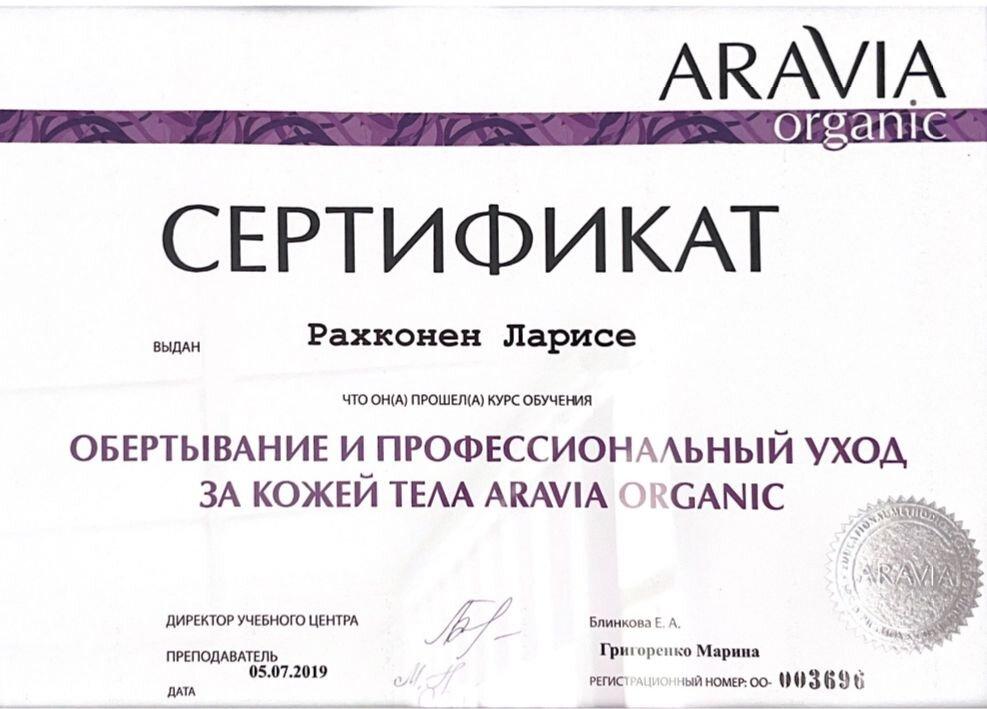 ARAVIA
organic
СЕРТИФИКАТ
ВЫДАН Рахконен Ларисе
ЧТО ОН(А) ПРОШЕЛ(А) КУРС ОБУЧЕНИЯ
ОБЕРТЫВАНИЕ И ПРОФЕССИОНАЛЬНЫЙ УХОД
ЗА КОЖЕЙ ТЕЛА ARAVIA ORGANIC
ARAVIA
ДИРЕКТОР УЧЕБНОГО ЦЕНТРА Блинкова Е. А.
ПРЕПОДАВАТЕЛЬ Григоренко Марина
05.07.2019
ДАТА
РЕГИСТРАЦИОННЫЙ НОМЕР: ОО- 003696